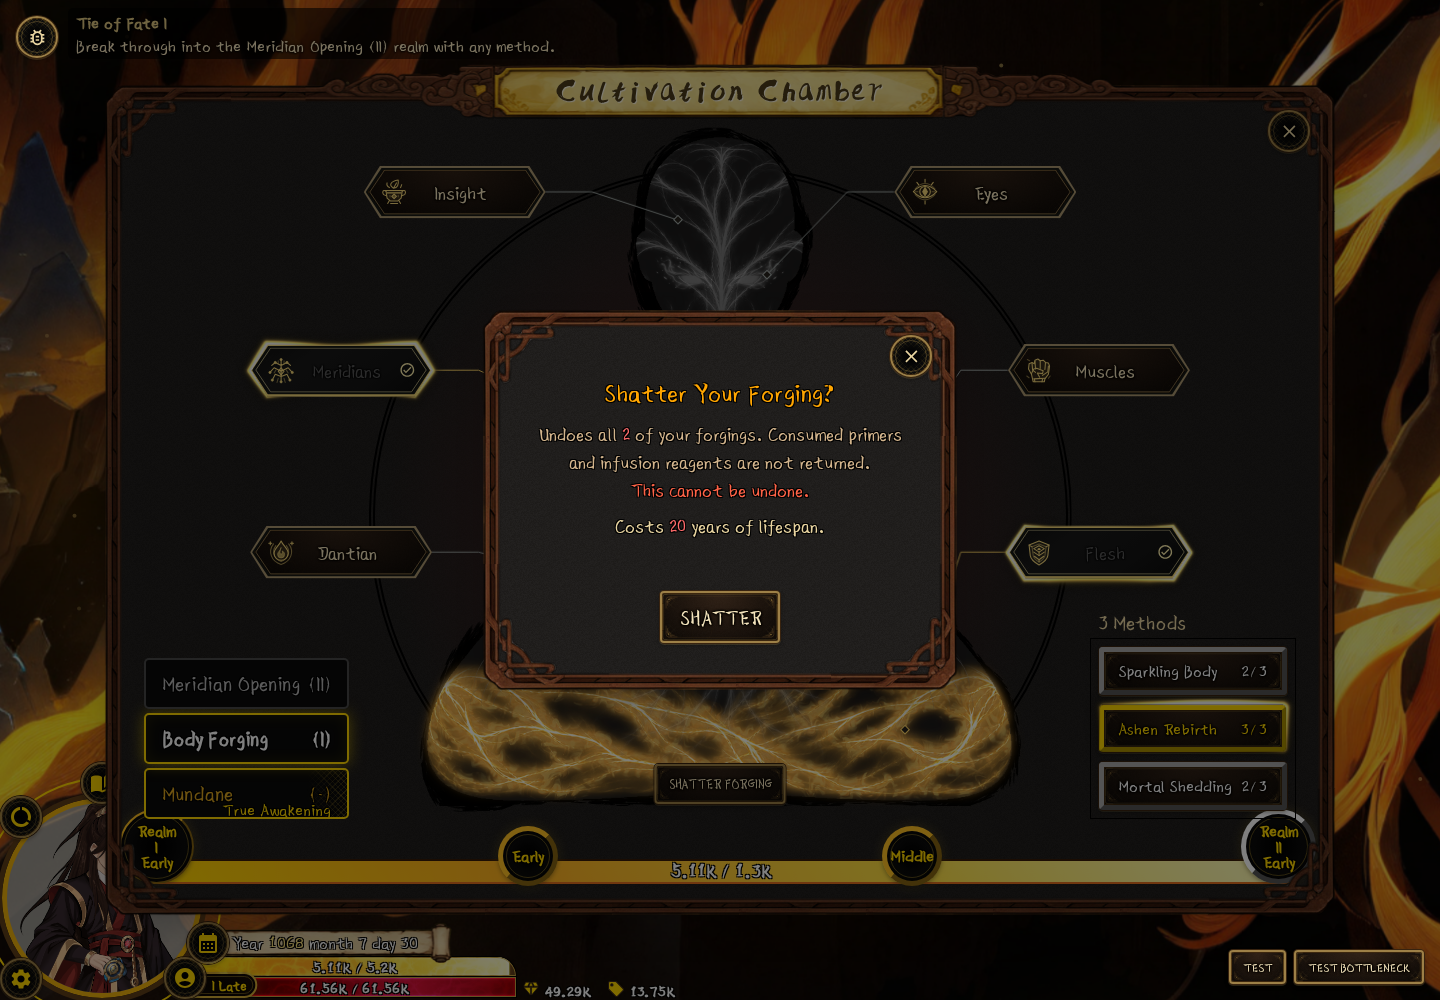 Tie of Fate I
Break through into the Meridian Opening (II) realm with any method.
Cultivation Chamber
Insight
Eyes
Meridians
Muscles
Shatter Your Forging?
Undoes all 2 of your forgings. Consumed primers
and infusion reagents are not returned.
This cannot be undone.
Costs 20 years of lifespan.
SHATTER
Dantian
Flesh
3 Methods
Sparkling Body 2/3
Ashen Rebirth 3/3
Mortal Shedding 2/3
Meridian Opening (II)
Body Forging (I)
Mundane (-)
True Awakening
SHATTER FORGING
Realm
I
Early
Early
Middle
Realm
II
Early
5.11K / 1.3K
Year 1068 month 7 day 30
5.11K / 5.2K
I Late
61.56K / 61.56K
49.29K
13.75K
TEST
TEST BOTTLENECK